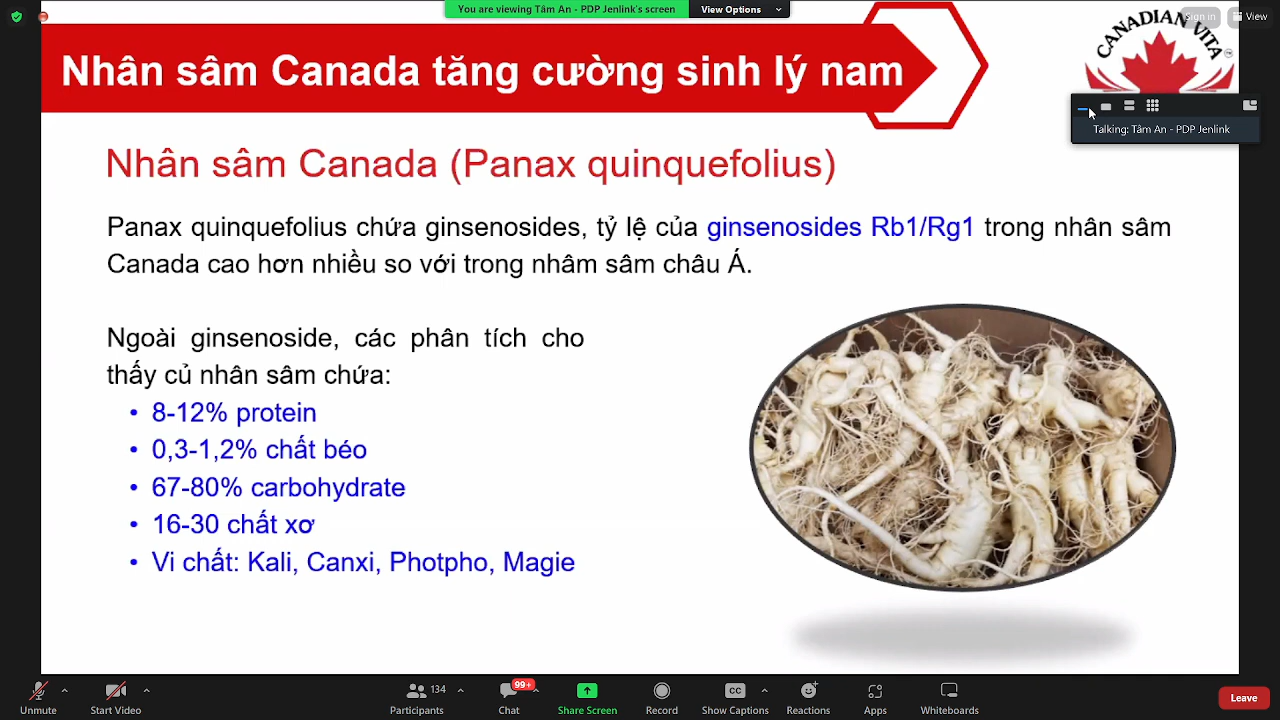 You are viewing Tâm An - PDP Jenlink's screen
View Options
Sign in
View
Nhân sâm Canada tăng cường sinh lý nam
CANADIAN VITA
TM
Talking: Tâm An - PDP Jenlink
Nhân sâm Canada (Panax quinquefolius)
Panax quinquefolius chứa ginsenosides, tỷ lệ của ginsenosides Rb1/Rg1 trong nhân sâm
Canada cao hơn nhiều so với trong nhâm sâm châu Á.
Ngoài ginsenoside, các phân tích cho
thấy củ nhân sâm chứa:
• 8-12% protein
• 0,3-1,2% chất béo
• 67-80% carbohydrate
• 16-30 chất xơ
• Vi chất: Kali, Canxi, Photpho, Magie
Unmute
Start Video
134
Participants
99+
Chat
Share Screen
Record
CC
Show Captions
Reactions
Apps
Whiteboards
Leave